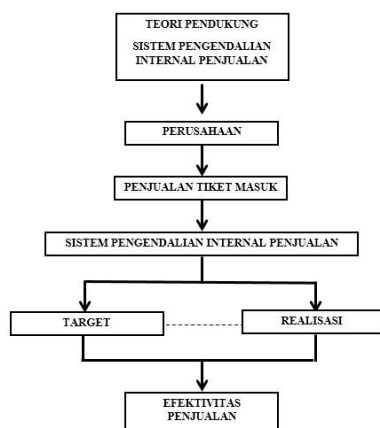 TEORI PENDUKUNG
SISTEM PENGENDALIAN
INTERNAL PENJUALAN
PERUSAHAAN
PENJUALAN TIKET MASUK
SISTEM PENGENDALIAN INTERNAL PENJUALAN
TARGET
REALISASI
EFEKTIVITAS
PENJUALAN